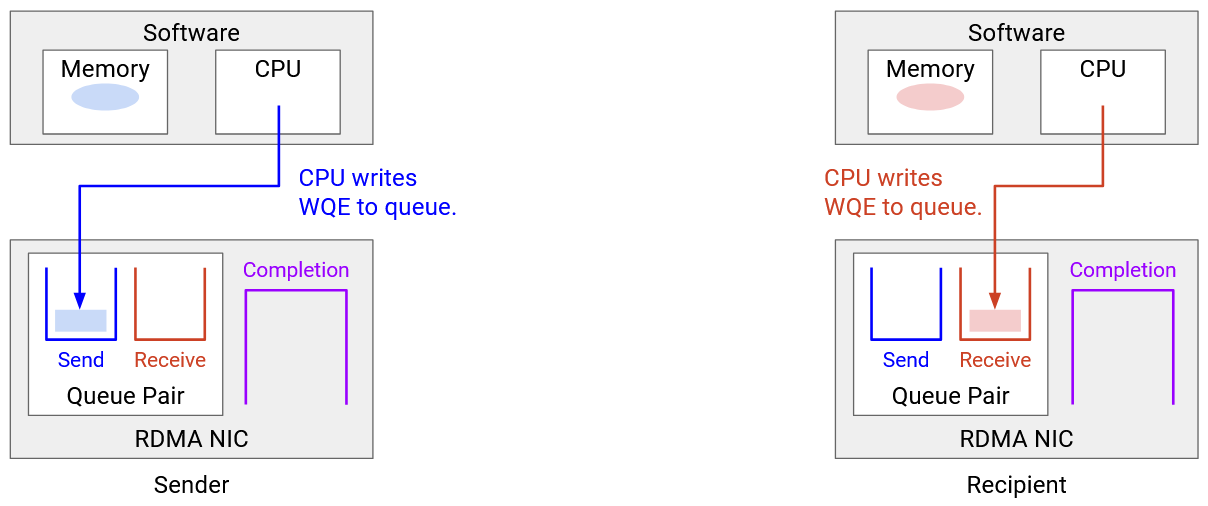 Software
Memory
CPU
CPU writes
WQE to queue.
Completion
Send
Receive
Queue Pair
RDMA NIC
Sender
Software
Memory
CPU
CPU writes
WQE to queue.
Completion
Send
Receive
Queue Pair
RDMA NIC
Recipient